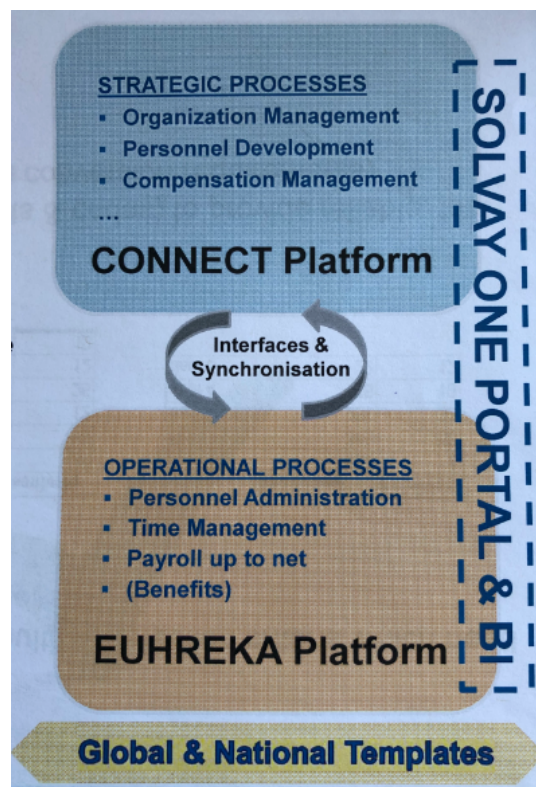 STRATEGIC PROCESSES
▪ Organization Management
▪ Personnel Development
▪ Compensation Management
...
CONNECT Platform
Interfaces &
Synchronisation
OPERATIONAL PROCESSES
▪ Personnel Administration
▪ Time Management
▪ Payroll up to net
▪ (Benefits)
EUHREKA Platform
SOLVAY ONE PORTAL & BI
Global & National Templates